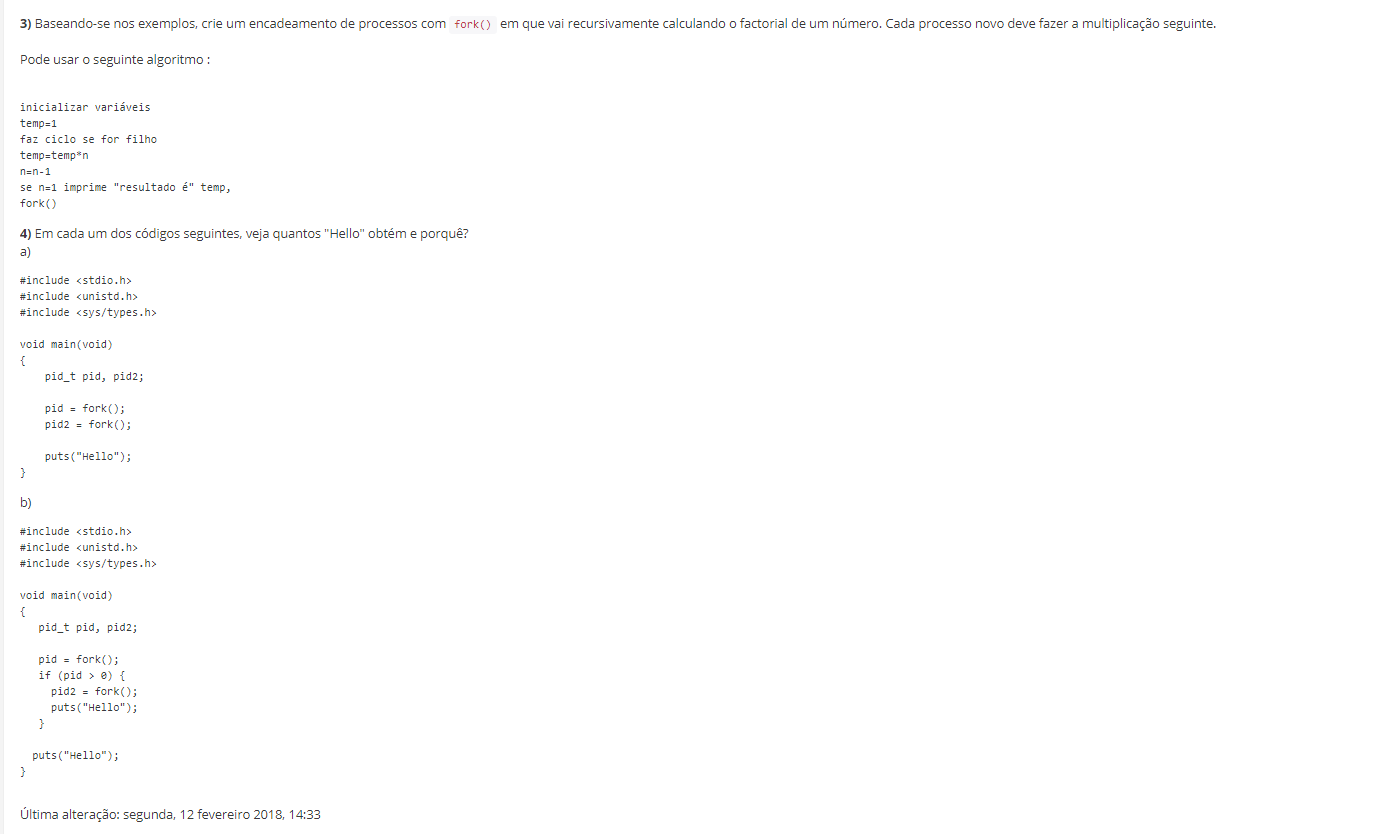 3) Baseando-se nos exemplos, crie um encadeamento de processos com fork() em que vai recursivamente calculando o factorial de um número. Cada processo novo deve fazer a multiplicação seguinte.
Pode usar o seguinte algoritmo :
inicializar variáveis
temp=1
faz ciclo se for filho
temp=temp*n
n=n-1
se n=1 imprime "resultado é" temp,
fork()
4) Em cada um dos códigos seguintes, veja quantos "Hello" obtém e porquê?
a)
#include <stdio.h>
#include <unistd.h>
#include <sys/types.h>
void main(void)
{
    pid_t pid, pid2;
    pid = fork();
    pid2 = fork();
    puts("Hello");
}
b)
#include <stdio.h>
#include <unistd.h>
#include <sys/types.h>
void main(void)
{
   pid_t pid, pid2;
   pid = fork();
   if (pid > 0) {
     pid2 = fork();
     puts("Hello");
   }
  puts("Hello");
}
Última alteração: segunda, 12 fevereiro 2018, 14:33